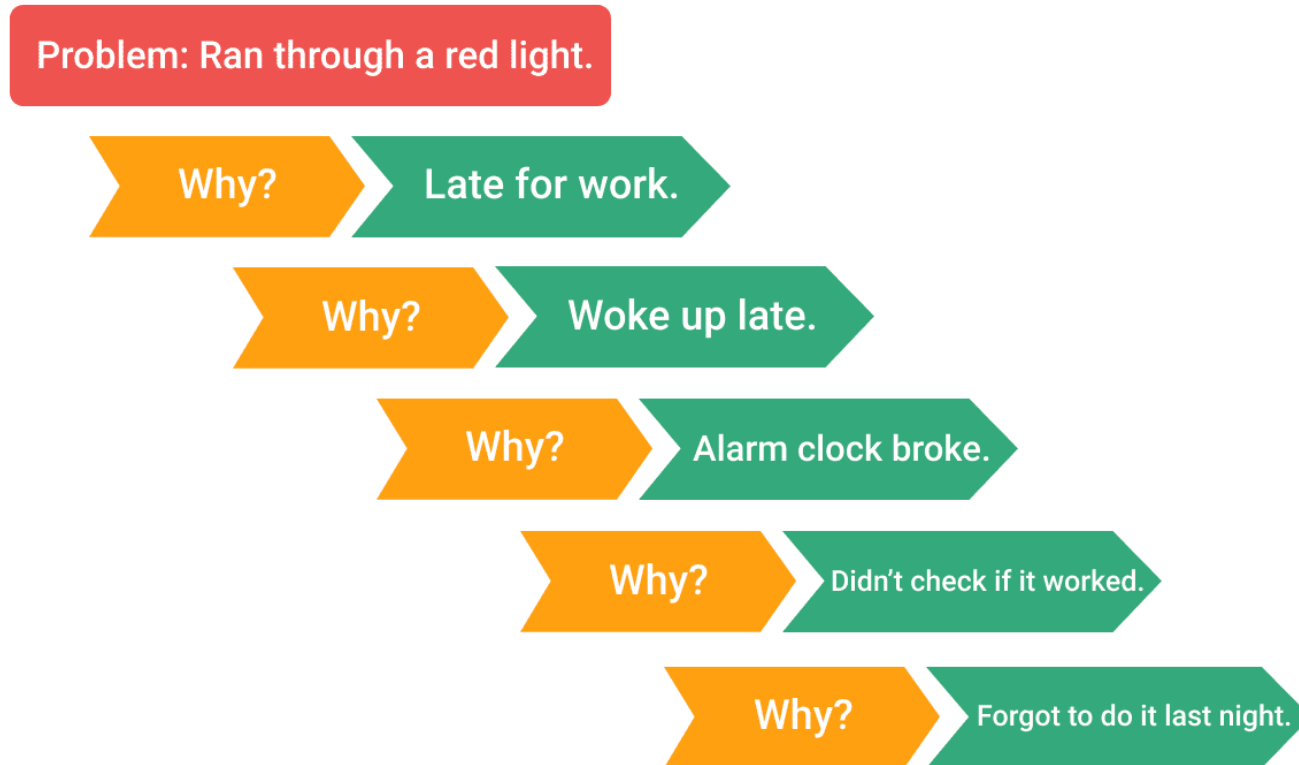 Problem: Ran through a red light.
Why? Late for work.
Why? Woke up late.
Why? Alarm clock broke.
Why? Didn’t check if it worked.
Why? Forgot to do it last night.